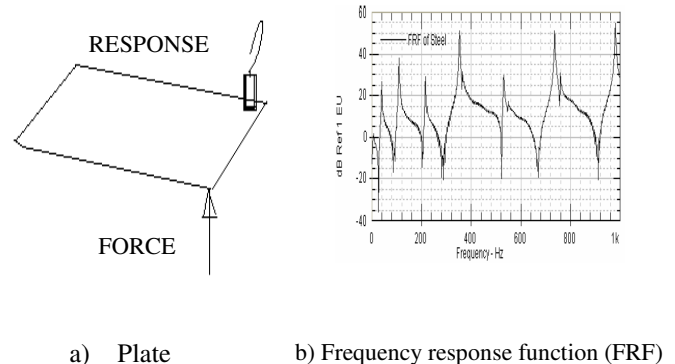 RESPONSE
FORCE
60
40
20
0
-20
-40
dB Ref 1 EU
FRF of Steel
0 200 400 600 800 1k
Frequency - Hz
a) Plate
b) Frequency response function (FRF)